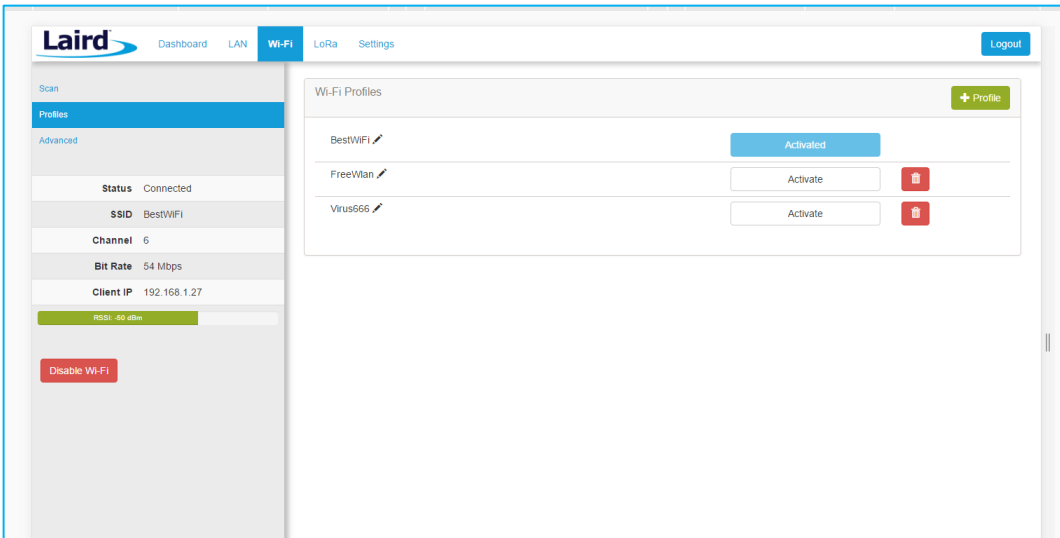 Laird
Dashboard LAN Wi-Fi LoRa Settings Logout
Scan
Profiles
Advanced
Status Connected
SSID BestWiFi
Channel 6
Bit Rate 54 Mbps
Client IP 192.168.1.27
RSSI: -50 dBm
Disable Wi-Fi
Wi-Fi Profiles + Profile
BestWiFi Activated
FreeWlan Activate
Virus666 Activate